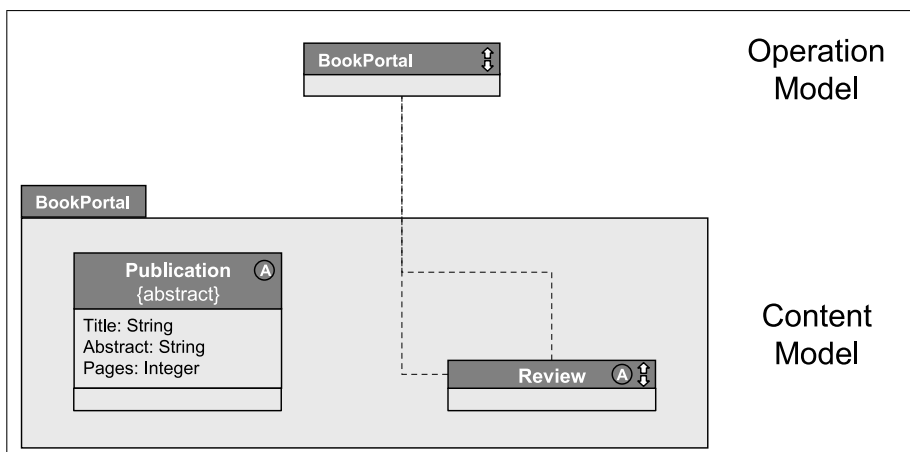 BookPortal
Operation
Model
BookPortal
Publication A
{abstract}
Title: String
Abstract: String
Pages: Integer
Review A
Content
Model